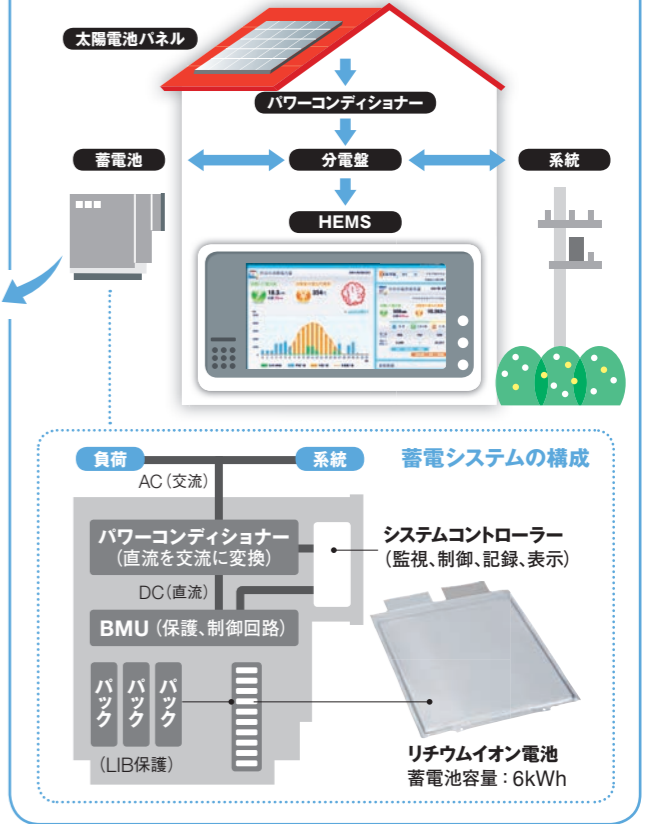 太陽電池パネル
パワーコンディショナー
蓄電池
分電盤
系統
HEMS
負荷
系統
蓄電システムの構成
AC(交流)
パワーコンディショナー
(直流を交流に変換)
システムコントローラー
(監視、制御、記録、表示)
DC(直流)
BMU(保護、制御回路)
パック
パック
パック
(LIB保護)
リチウムイオン電池
蓄電池容量:6kWh